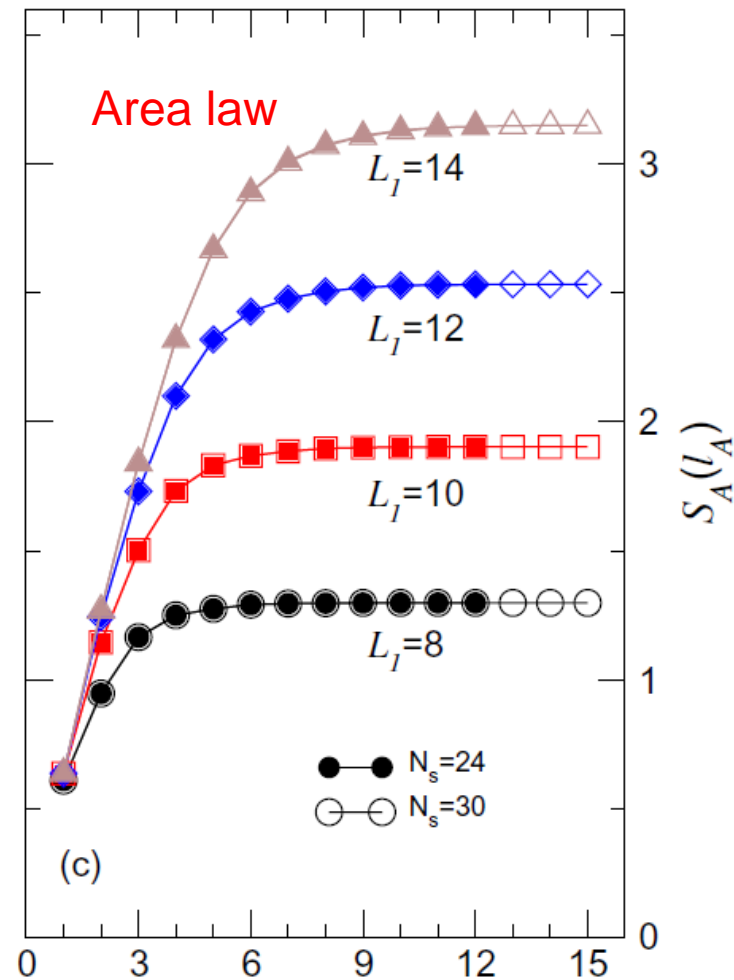 Area law
3
L₁=14
L₁=12
2
S_A(l_A)
L₁=10
L₁=8
1
N_s=24
N_s=30
(c)
0
0 3 6 9 12 15